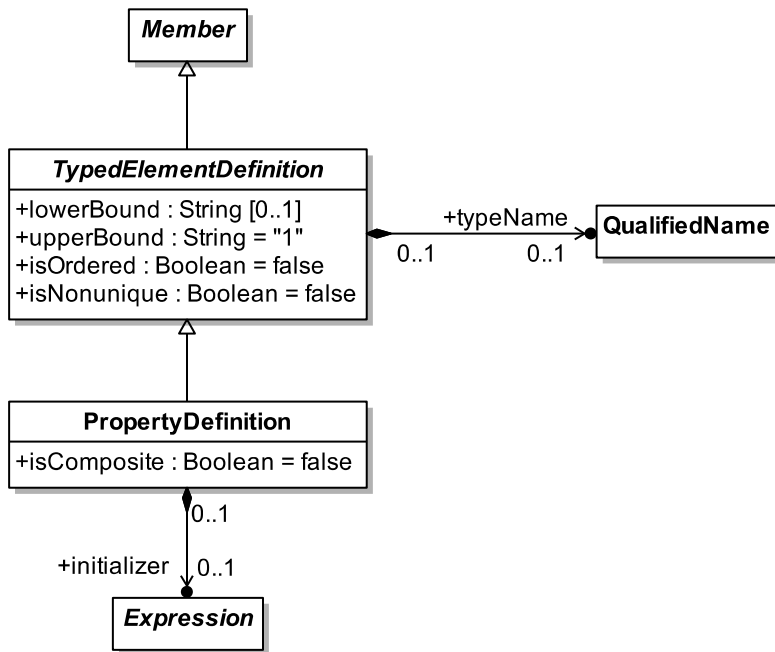 Member
TypedElementDefinition
+lowerBound : String [0..1]
+upperBound : String = "1"
+isOrdered : Boolean = false
+isNonunique : Boolean = false
+typeName
0..1
0..1
QualifiedName
PropertyDefinition
+isComposite : Boolean = false
0..1
+initializer
0..1
Expression